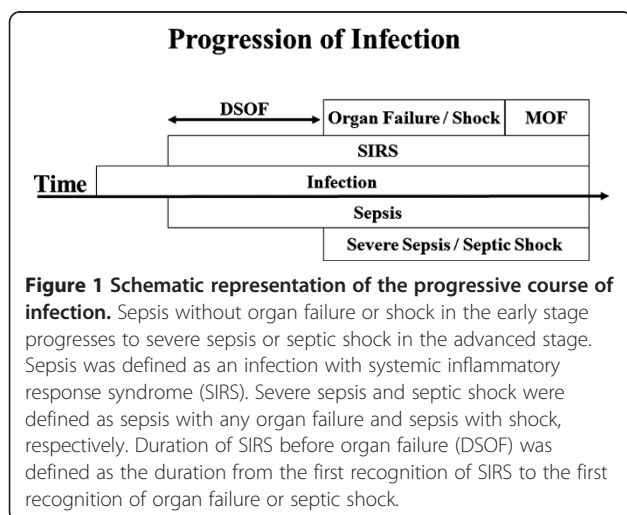 Progression of Infection
DSOF
Organ Failure / Shock
MOF
SIRS
Time
Infection
Sepsis
Severe Sepsis / Septic Shock
Figure 1 Schematic representation of the progressive course of
infection. Sepsis without organ failure or shock in the early stage
progresses to severe sepsis or septic shock in the advanced stage.
Sepsis was defined as an infection with systemic inflammatory
response syndrome (SIRS). Severe sepsis and septic shock were
defined as sepsis with any organ failure and sepsis with shock,
respectively. Duration of SIRS before organ failure (DSOF) was
defined as the duration from the first recognition of SIRS to the first
recognition of organ failure or septic shock.